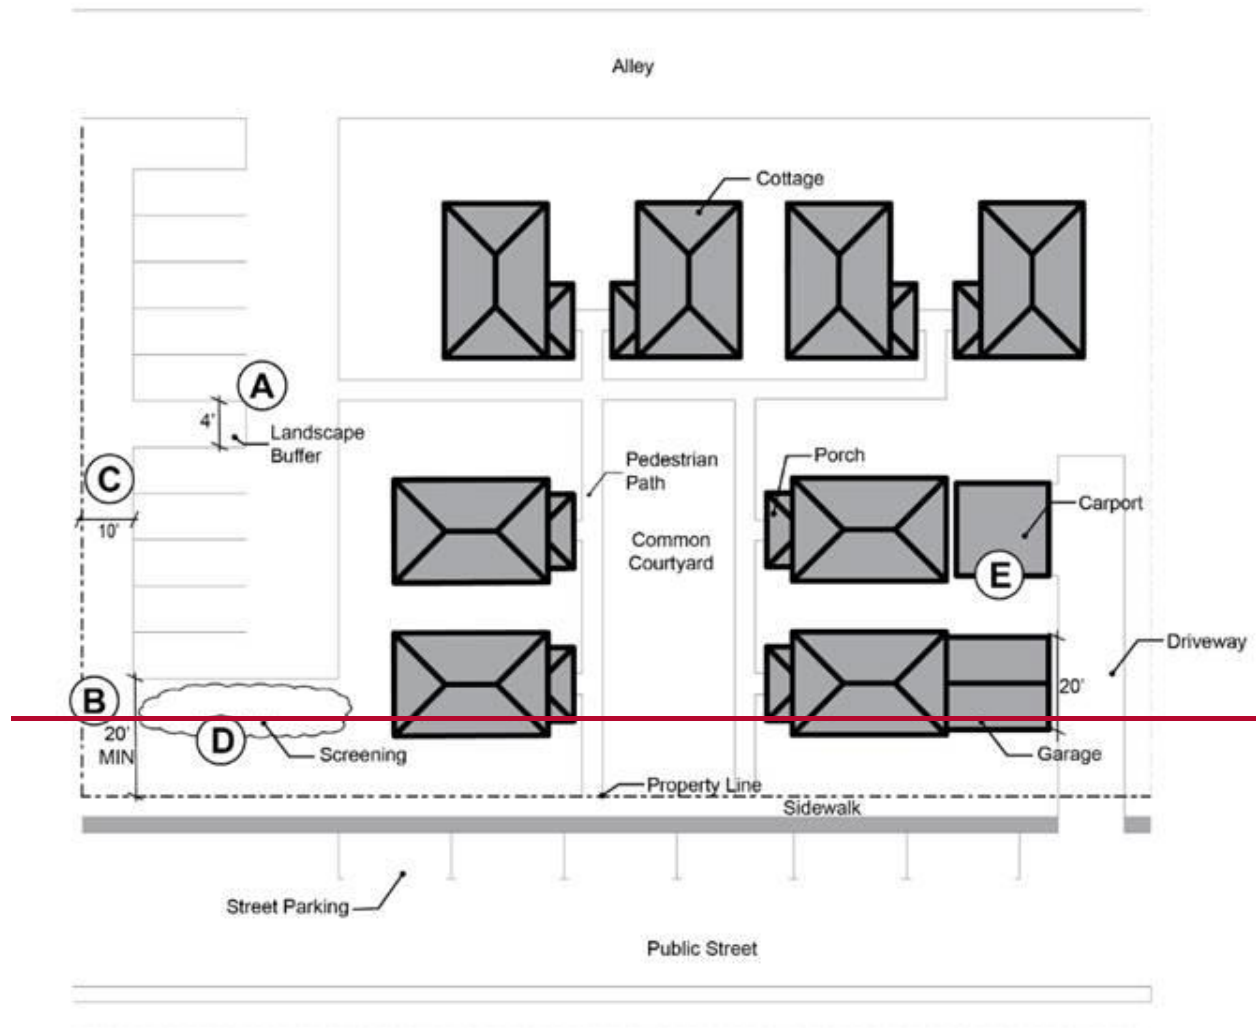 Alley
Cottage
A
4'
Landscape
Buffer
C
10'
Pedestrian
Path
Porch
Common
Courtyard
Carport
E
Driveway
B
20'
MIN
D
Screening
20'
Garage
Property Line
Sidewalk
Street Parking
Public Street